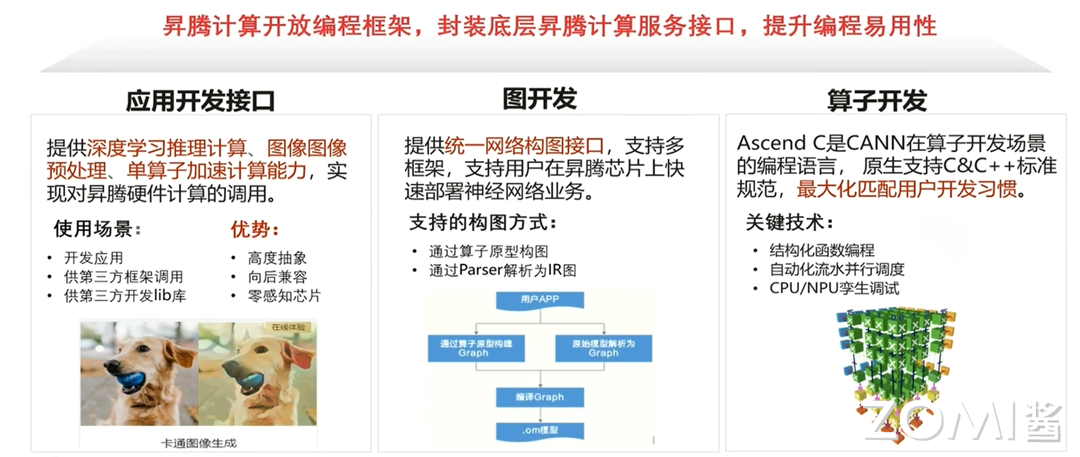 昇腾计算开放编程框架，封装底层昇腾计算服务接口，提升编程易用性
应用开发接口
提供深度学习推理计算、图像图像
预处理、单算子加速计算能力，实
现对昇腾硬件计算的调用。
使用场景：
• 开发应用
• 供第三方框架调用
• 供第三方开发lib库
优势：
• 高度抽象
• 向后兼容
• 零感知芯片
在线体验
卡通图像生成
图开发
提供统一网络构图接口，支持多
框架，支持用户在昇腾芯片上快
速部署神经网络业务。
支持的构图方式：
• 通过算子原型构图
• 通过Parser解析为IR图
用户APP
通过算子原型构建
Graph
原始模型解析为
Graph
编译Graph
.om模型
算子开发
Ascend C是CANN在算子开发场景
的编程语言， 原生支持C&C++标准
规范，最大化匹配用户开发习惯。
关键技术：
• 结构化函数编程
• 自动化流水并行调度
• CPU/NPU孪生调试
ZOMI酱